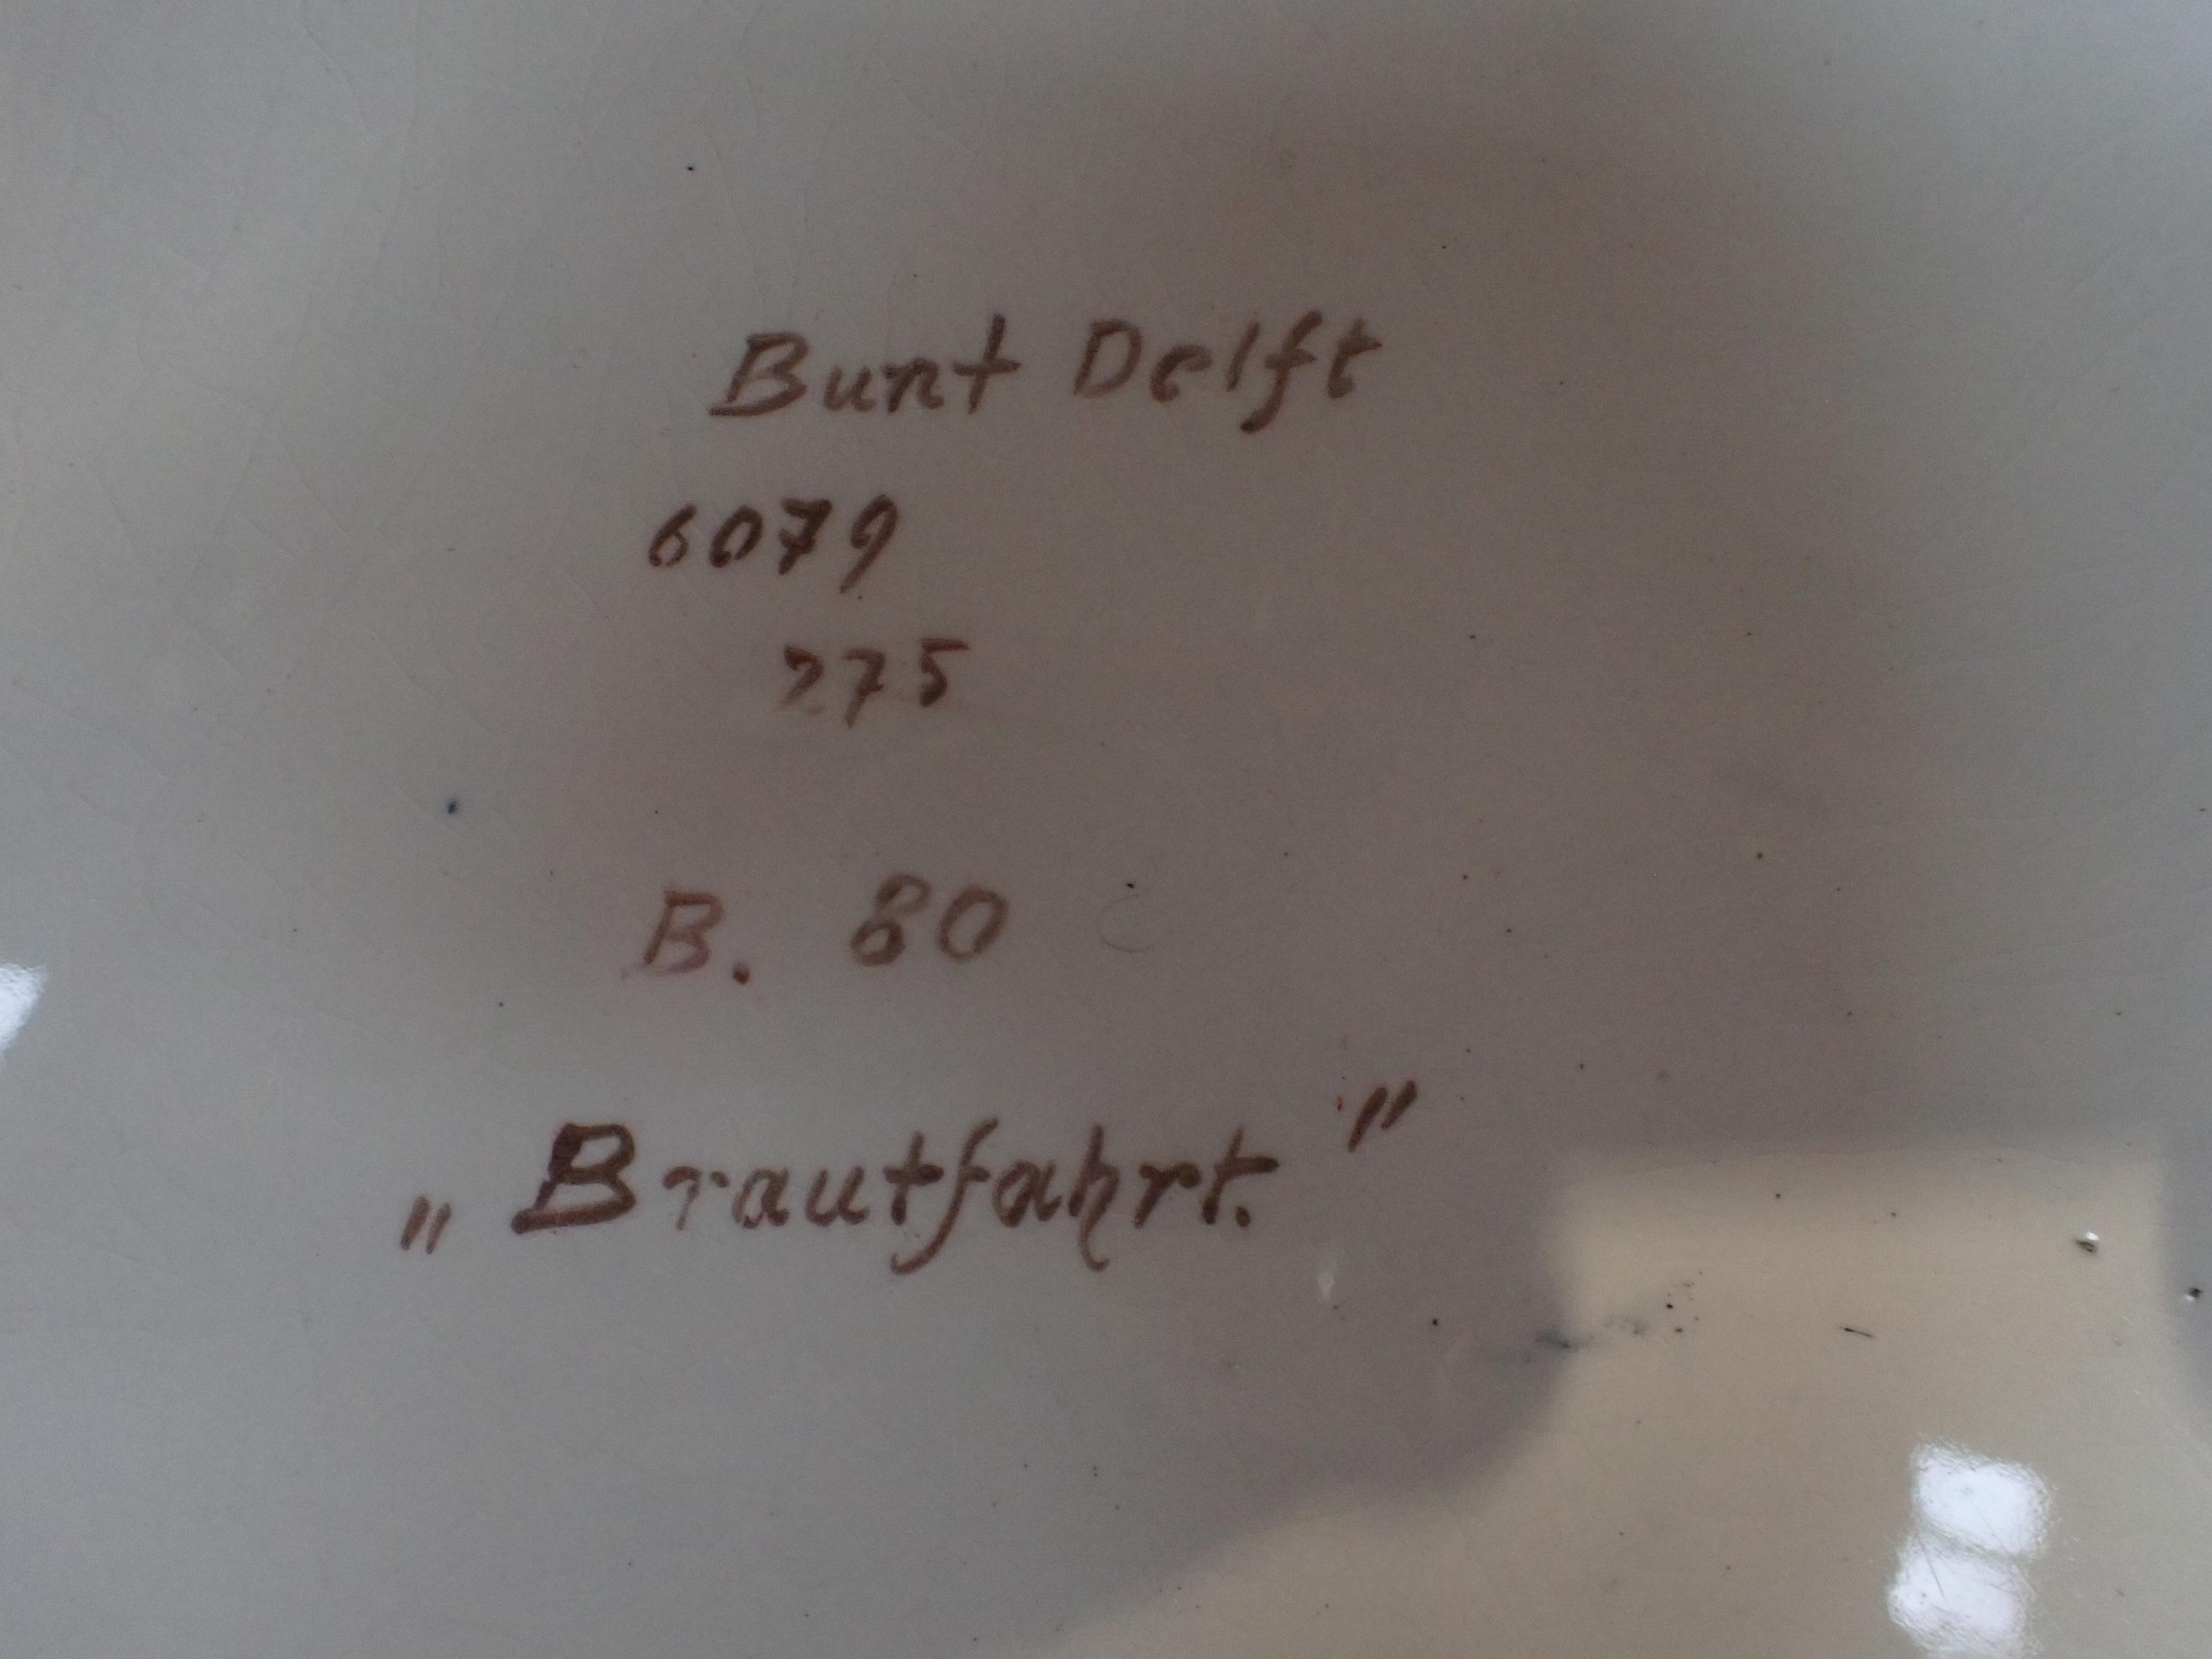 Bunt Delft
6079
275
B. 80
„Brautfahrt."